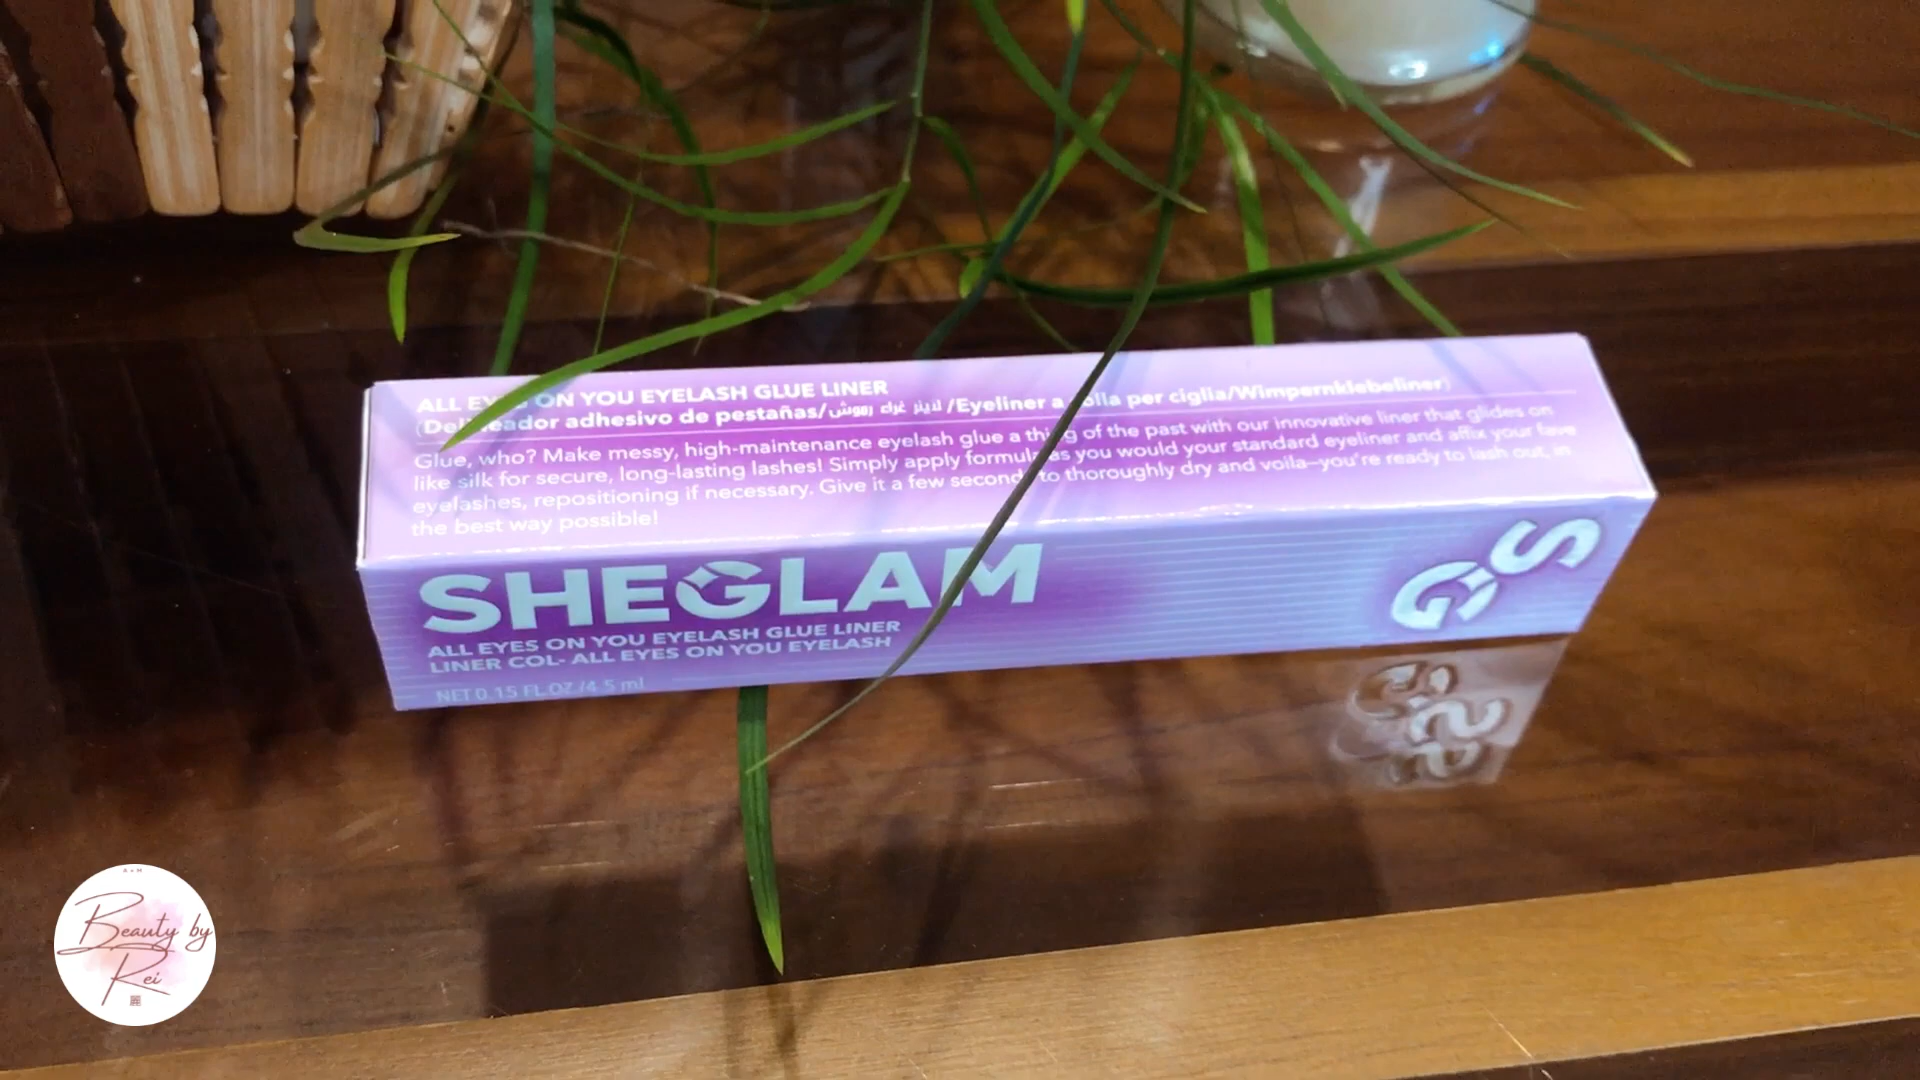 ALL EYES ON YOU EYELASH GLUE LINER
(Delineador adhesivo de pestañas/لاينر غراء رموش/Eyeliner a colla per ciglia/Wimpernklebeliner)
Glue, who? Make messy, high-maintenance eyelash glue a thing of the past with our innovative liner that glides on
like silk for secure, long-lasting lashes! Simply apply formula as you would your standard eyeliner and affix your fave
eyelashes, repositioning if necessary. Give it a few seconds to thoroughly dry and voila—you're ready to lash out, in
the best way possible!
SHEGLAM
ALL EYES ON YOU EYELASH GLUE LINER
LINER COL- ALL EYES ON YOU EYELASH
NET 0.15 FL.OZ /4.5 ml
GS
Beauty by
Rei